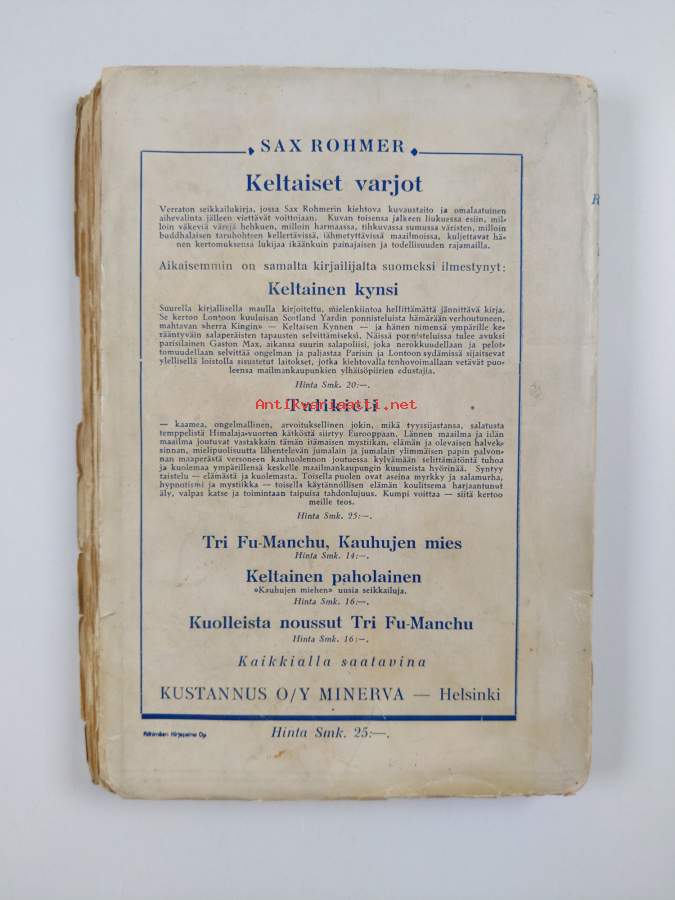 SAX ROHMER
Keltaiset varjot
Verraton seikkailukirja, jossa Sax Rohmerin kiehtova kuvaustaito ja omalaatuinen
aihevalinta jälleen viettävät voittojaan. Kuvan toisensa jälkeen liukuessa esiin, mil-
loin väkeviä värejä hehkuen, milloin harmaassa, tihkuvassa sumussa väristen, milloin
buddhalaisen taruhohteen kellertävissä, iähmetyttävissä maailmoissa, kuljettavat hä-
nen kertomuksensa lukijaa ikäänkuin painajaisen ja todellisuuden rajamailla.
Aikaisemmin on samalta kirjailijalta suomeksi ilmestynyt:
Keltainen kynsi
Suurella kirjallisella maulla kirjoitettu, mielenkiintoa hellittämättä jännittävä kirja.
Se kertoo Lontoon kuuluisan Scotland Yardin ponnisteluista hämärään verhoutuneen,
mahtavan »herra Kingin» — Keltaisen Kynnen — ja hänen nimensä ympärille ke-
rääntyväin salaperäisten tapausten selvittämiseksi. Näissä ponnisteluissa tulee avuksi
parisilainen Gaston Max, aikansa suurin salapoliisi, joka nerokkuudellaan ja pelot-
tomuudellaan selvittää ongelman ja paljastaa Parisin ja Lontoon sydämissä sijaitsevat
ylellisellä loistolla sisustetut laitokset, jotka kiehtovalla tenhovoimallaan vetävät puo-
leensa mailmankaupunkien ylhäisöpiirien edustajia.
Hinta Smk. 20:—.
Tulikieli
Antikvariaatti.net
— kaamea, ongelmallinen, arvoituksellinen jokin, mikä tyyssijastansa, salatusta
temppelistä Himalaja-vuorten kätköstä siirtyy Eurooppaan. Lännen maailma ja idän
maailma joutuvat vastakkain tämän itämaisen mystiikan, elämän ja olevaisen halvek-
sinnan, mielipuolisuutta lähentelevän jumalain ja jumalain ylimmäisen papin palvon-
nan maaperästä versoneen kauhuolennon joutuessa kylvämään selittämätöntä tuhoa
ja kuolemaa ympärillensä keskelle maailmankaupungin kuumeista hyörinää. Syntyy
taistelu — elämästä ja kuolemasta. Toisella puolen ovat aseina myrkky ja salamurha,
hypnotismi ja mystiikka — toisella käytännöllisen elämän koulitsema harjaantunut
äly, valpas katse ja toimintaan taipuisa tahdonlujuus. Kumpi voittaa — siitä kertoo
meille teos.
Hinta Smk. 25:—.
Tri Fu-Manchu, Kauhujen mies
Hinta Smk. 14:—.
Keltainen paholainen
»Kauhujen miehen» uusia seikkailuja.
Hinta Smk. 16:—.
Kuolleista noussut Tri Fu-Manchu
Hinta Smk. 16:—.
Kaikkialla saatavina
KUSTANNUS O/Y MINERVA — Helsinki
Riihimäen Kirjapaino Oy
Hinta Smk. 25:—.
R